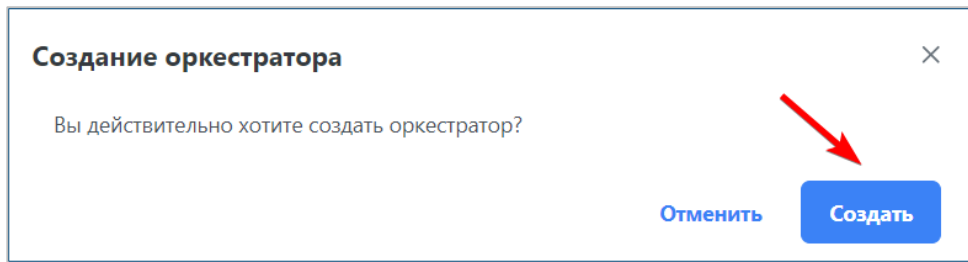 Создание оркестратора
Вы действительно хотите создать оркестратор?
Отменить Создать